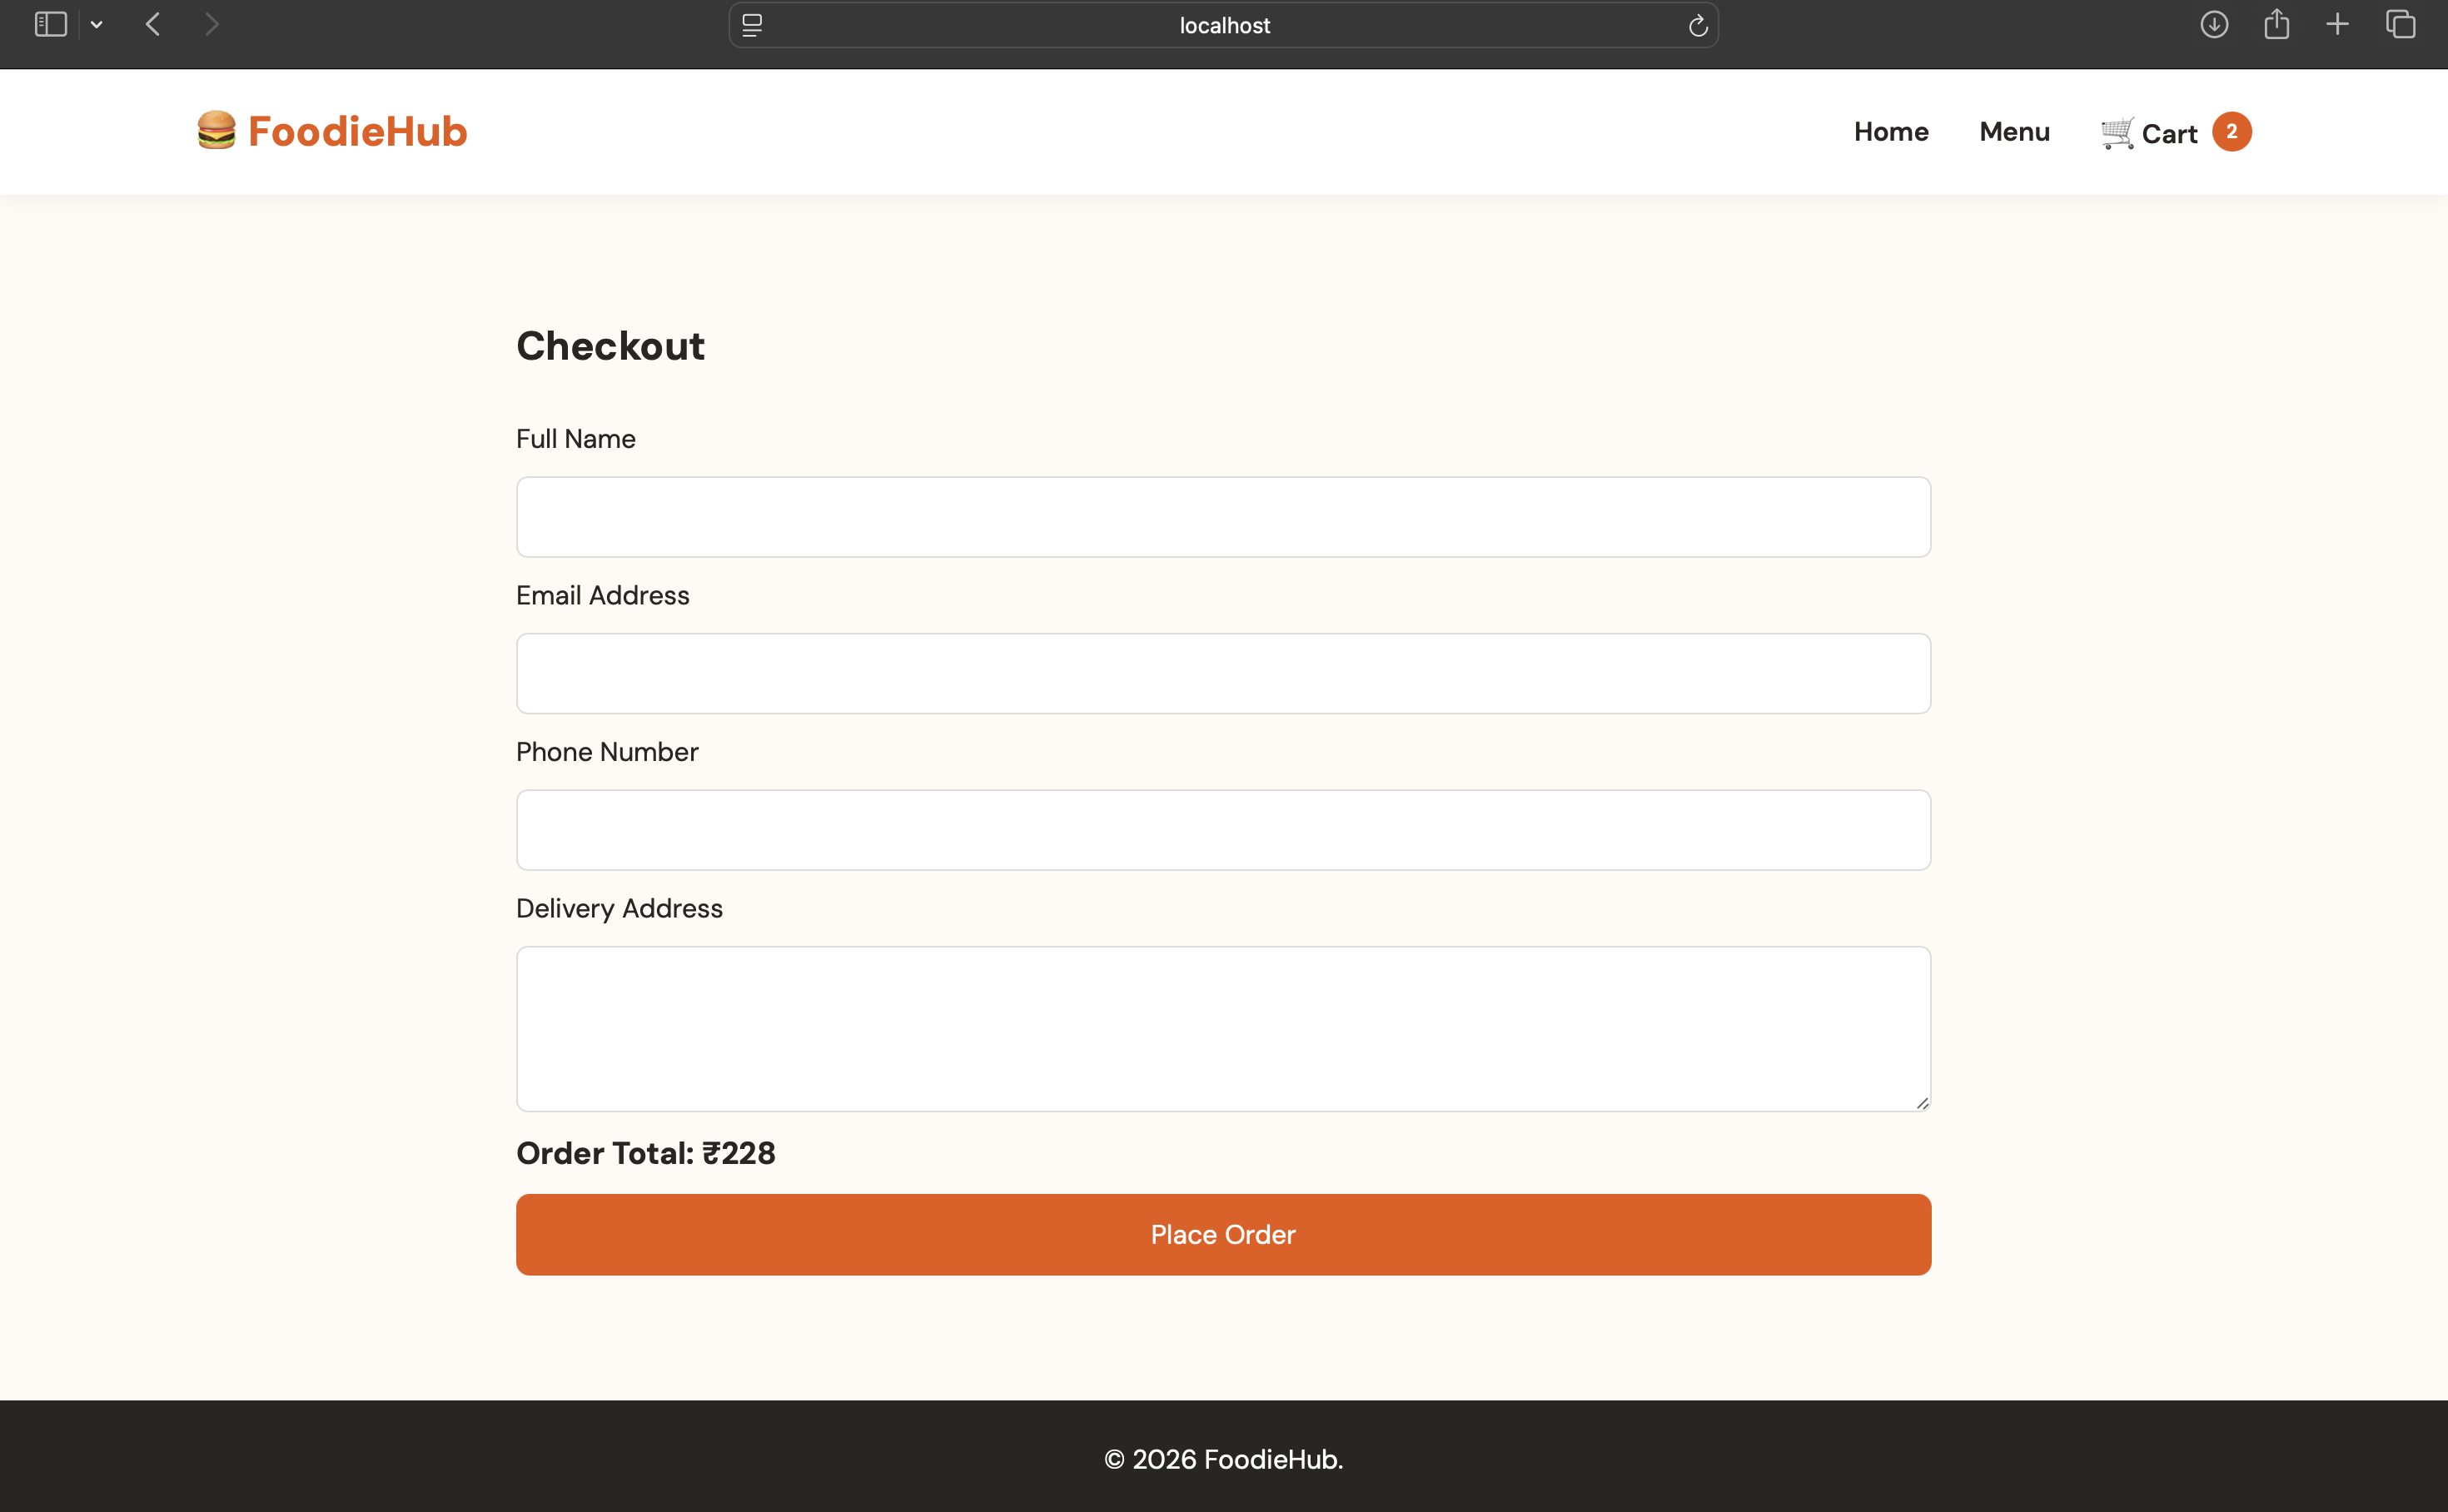 localhost
FoodieHub
Home Menu Cart 2
Checkout
Full Name
Email Address
Phone Number
Delivery Address
Order Total: ₹228
Place Order
© 2026 FoodieHub.